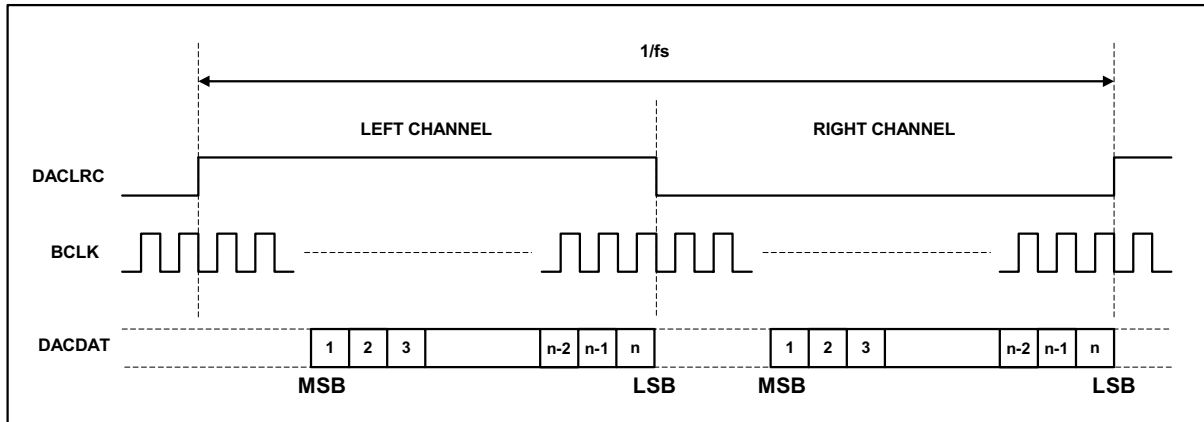 1/fs
LEFT CHANNEL RIGHT CHANNEL
DACLRC
BCLK
DACDAT
1 2 3 n-2 n-1 n 1 2 3 n-2 n-1 n
MSB LSB MSB LSB